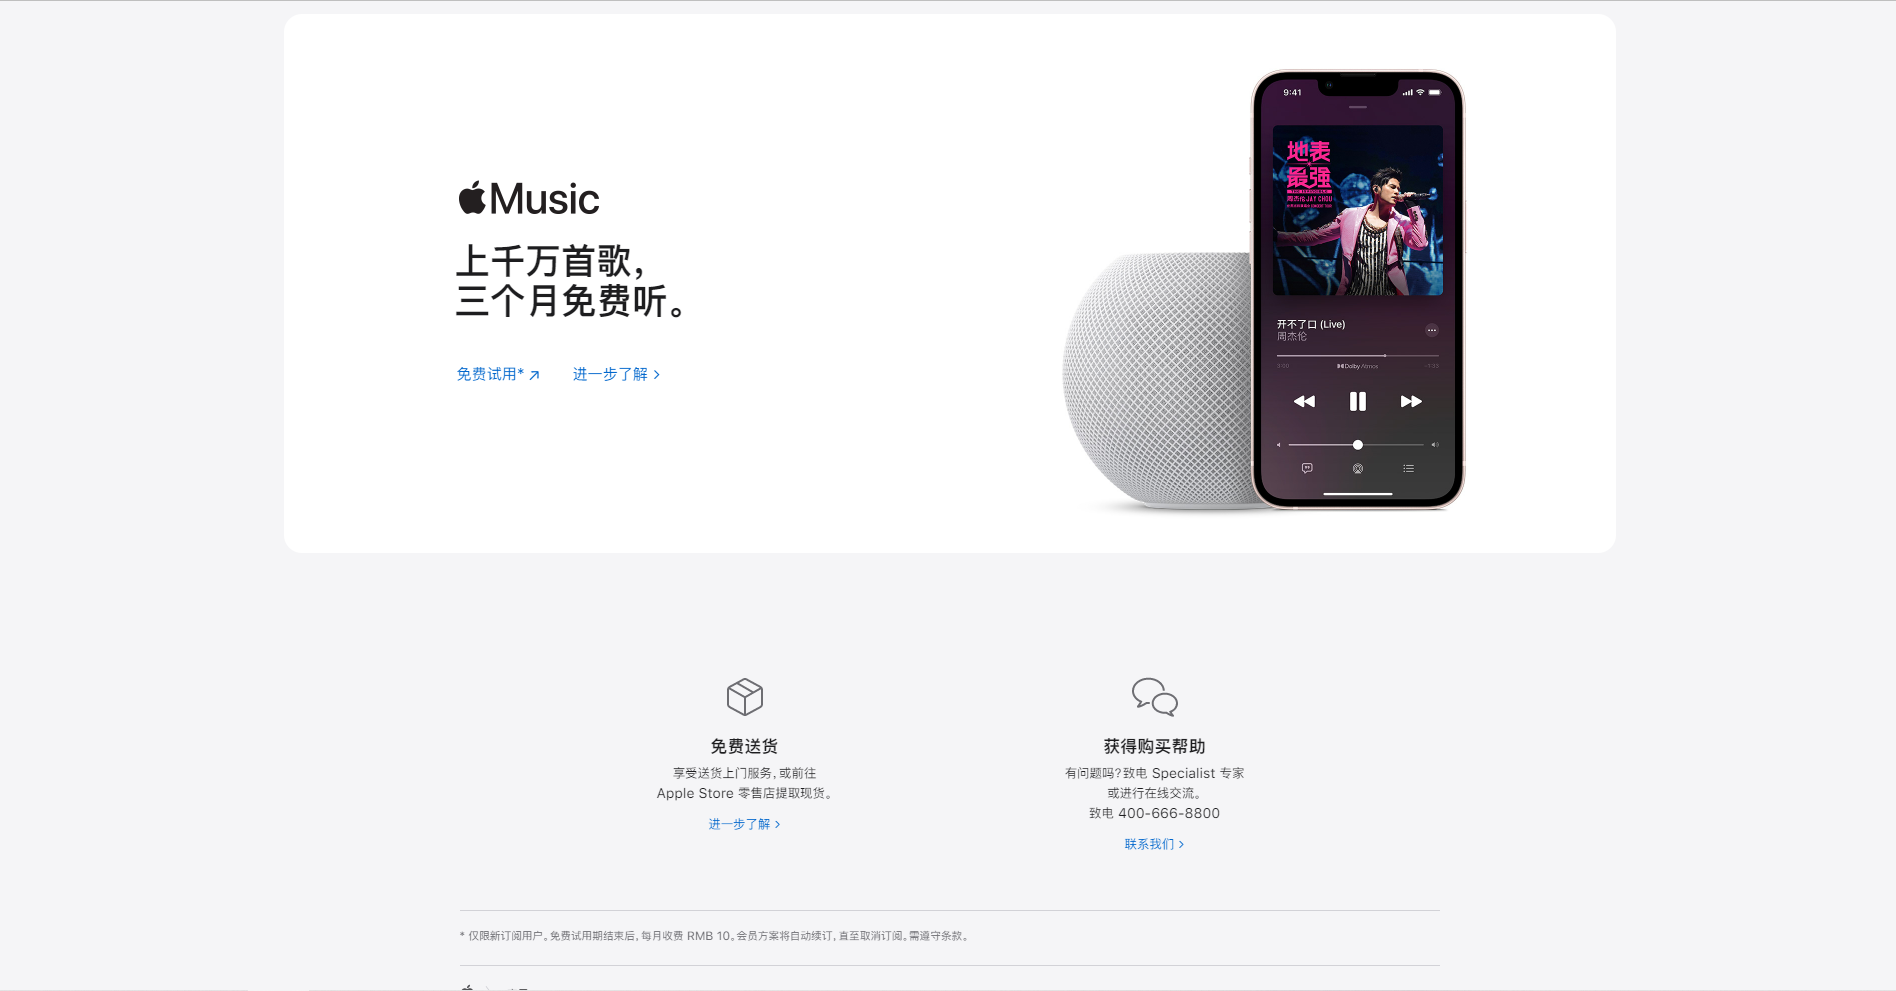 Music
上千万首歌，
三个月免费听。
免费试用*
进一步了解
9:41
地表
最强
THE INVINCIBLE
周杰伦 JAY CHOU
开不了口 (Live)
周杰伦
Dolby Atmos
免费送货
享受送货上门服务，或前往
Apple Store 零售店提取现货。
进一步了解
获得购买帮助
有问题吗？致电 Specialist 专家
或进行在线交流。
致电 400-666-8800
联系我们
* 仅限新订阅用户。免费试用期结束后，每月收费 RMB 10。会员方案将自动续订，直至取消订阅。需遵守条款。